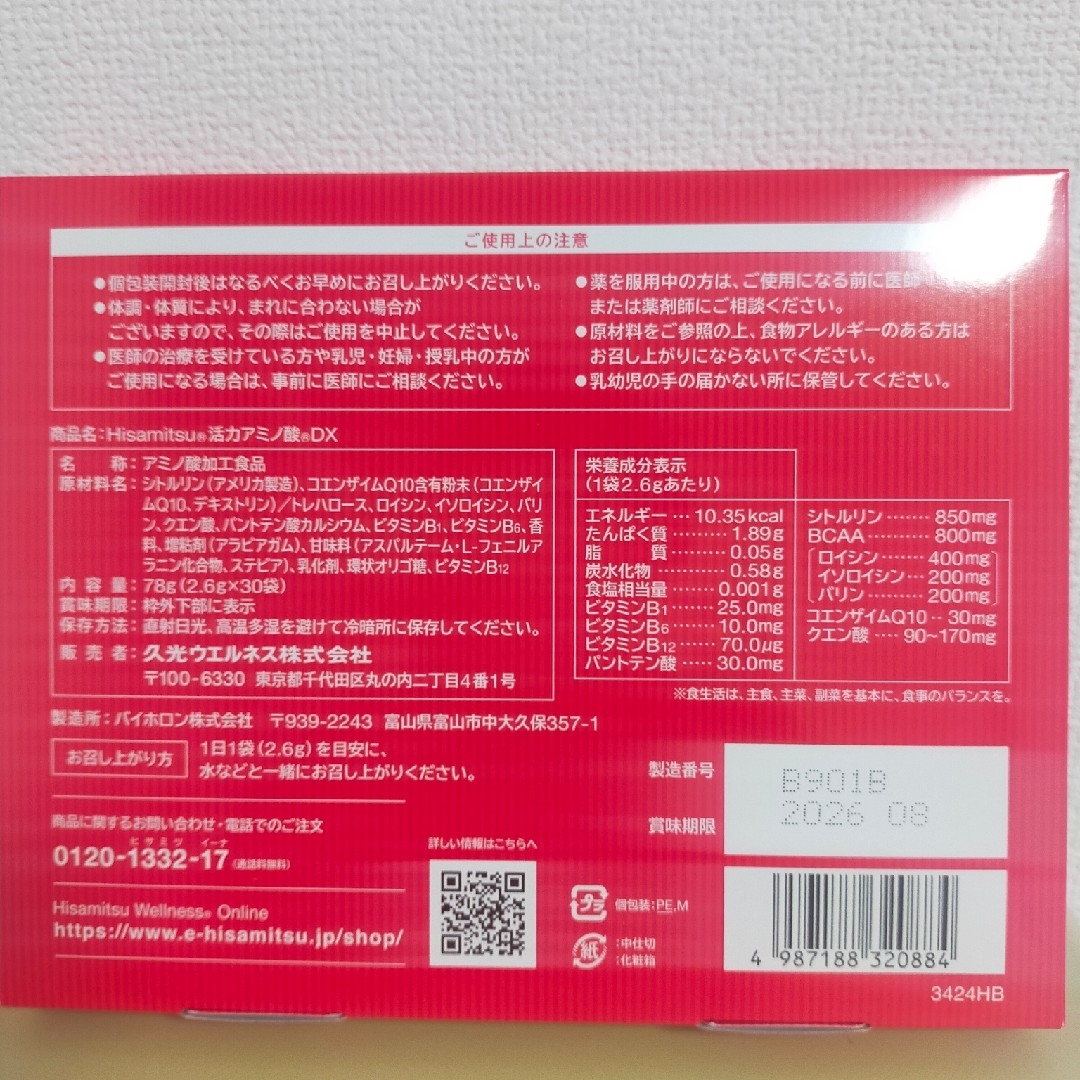 ご使用上の注意
●個包装開封後はなるべくお早めにお召し上がりください。
●体調・体質により、まれに合わない場合が
ございますので、その際はご使用を中止してください。
●医師の治療を受けている方や乳児・妊婦・授乳中の方が
ご使用になる場合は、事前に医師にご相談ください。
●薬を服用中の方は、ご使用になる前に医師
または薬剤師にご相談ください。
●原材料をご参照の上、食物アレルギーのある方は
お召し上がりにならないでください。
●乳幼児の手の届かない所に保管してください。
商品名：Hisamitsu®活力アミノ酸®DX
名　　称：アミノ酸加工食品
原材料名：シトルリン（アメリカ製造）、コエンザイムQ10含有粉末（コエンザイ
ムQ10、デキストリン）／トレハロース、ロイシン、イソロイシン、バリ
ン、クエン酸、パントテン酸カルシウム、ビタミンB1、ビタミンB6、香
料、増粘剤（アラビアガム）、甘味料（アスパルテーム・L-フェニルア
ラニン化合物、ステビア）、乳化剤、環状オリゴ糖、ビタミンB12
内 容 量：78g（2.6g×30袋）
賞味期限：枠外下部に表示
保存方法：直射日光、高温多湿を避けて冷暗所に保存してください。
販 売 者：久光ウエルネス株式会社
〒100-6330 東京都千代田区丸の内二丁目4番1号
栄養成分表示
（1袋2.6gあたり）
エネルギー … 10.35kcal
たんぱく質 ……… 1.89g
脂　　質 ……… 0.05g
炭水化物 ………… 0.58g
食塩相当量 ……… 0.001g
ビタミンB1 ……… 25.0mg
ビタミンB6 ……… 10.0mg
ビタミンB12 …… 70.0μg
パントテン酸 …… 30.0mg
シトルリン ……… 850mg
BCAA ………… 800mg
ロイシン ……… 400mg
イソロイシン … 200mg
バリン ……… 200mg
コエンザイムQ10 ‥ 30mg
クエン酸 ‥‥ 90~170mg
※食生活は、主食、主菜、副菜を基本に、食事のバランスを。
製造所：バイホロン株式会社 〒939-2243 富山県富山市中大久保357-1
お召し上がり方
1日1袋（2.6g）を目安に、
水などと一緒にお召し上がりください。
製造番号
B901B
賞味期限
2026 08
商品に関するお問い合わせ・電話でのご注文
ヒサミツ イーナ
0120-1332-17（通話料無料）
Hisamitsu Wellness® Online
https://www.e-hisamitsu.jp/shop/
詳しい情報はこちらへ
プラ 個包装：PE,M
紙 ：中仕切
：化粧箱
4 987188 320884
3424HB